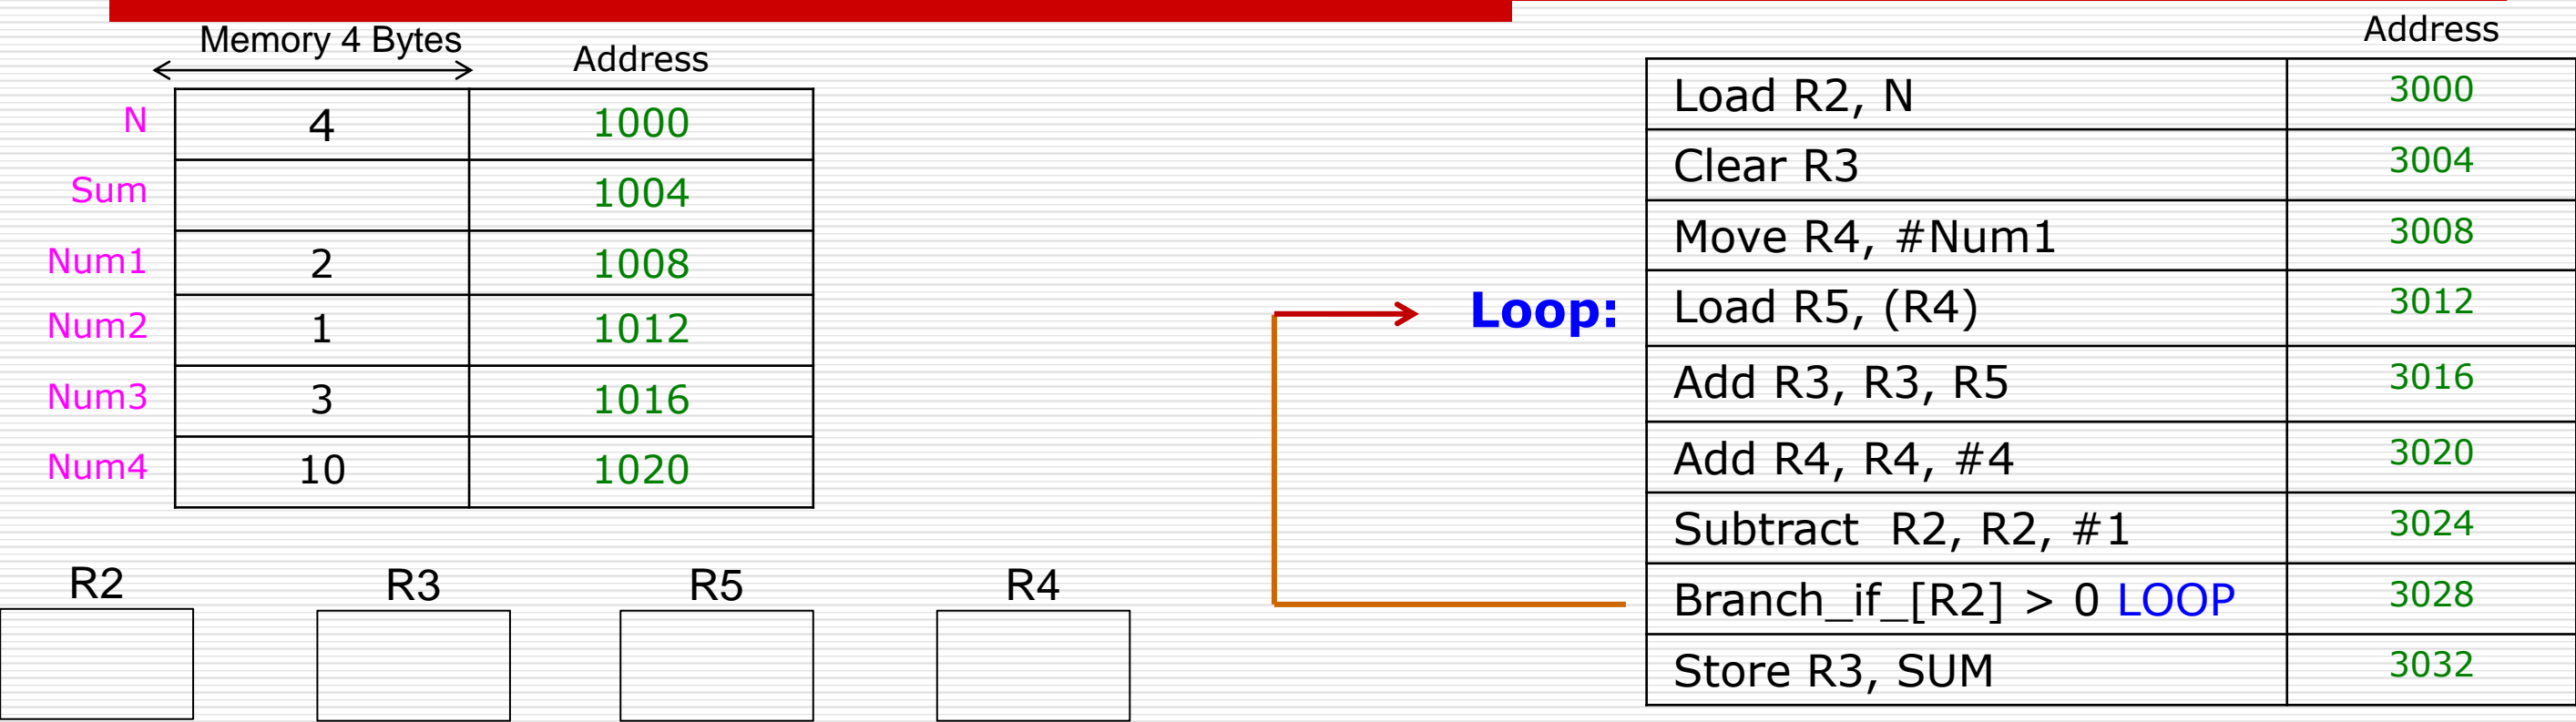 Memory 4 Bytes Address
N 4 1000
Sum 1004
Num1 2 1008
Num2 1 1012
Num3 3 1016
Num4 10 1020
R2 R3 R5 R4
Address
Load R2, N 3000
Clear R3 3004
Move R4, #Num1 3008
Loop: Load R5, (R4) 3012
Add R3, R3, R5 3016
Add R4, R4, #4 3020
Subtract R2, R2, #1 3024
Branch_if_[R2] > 0 LOOP 3028
Store R3, SUM 3032